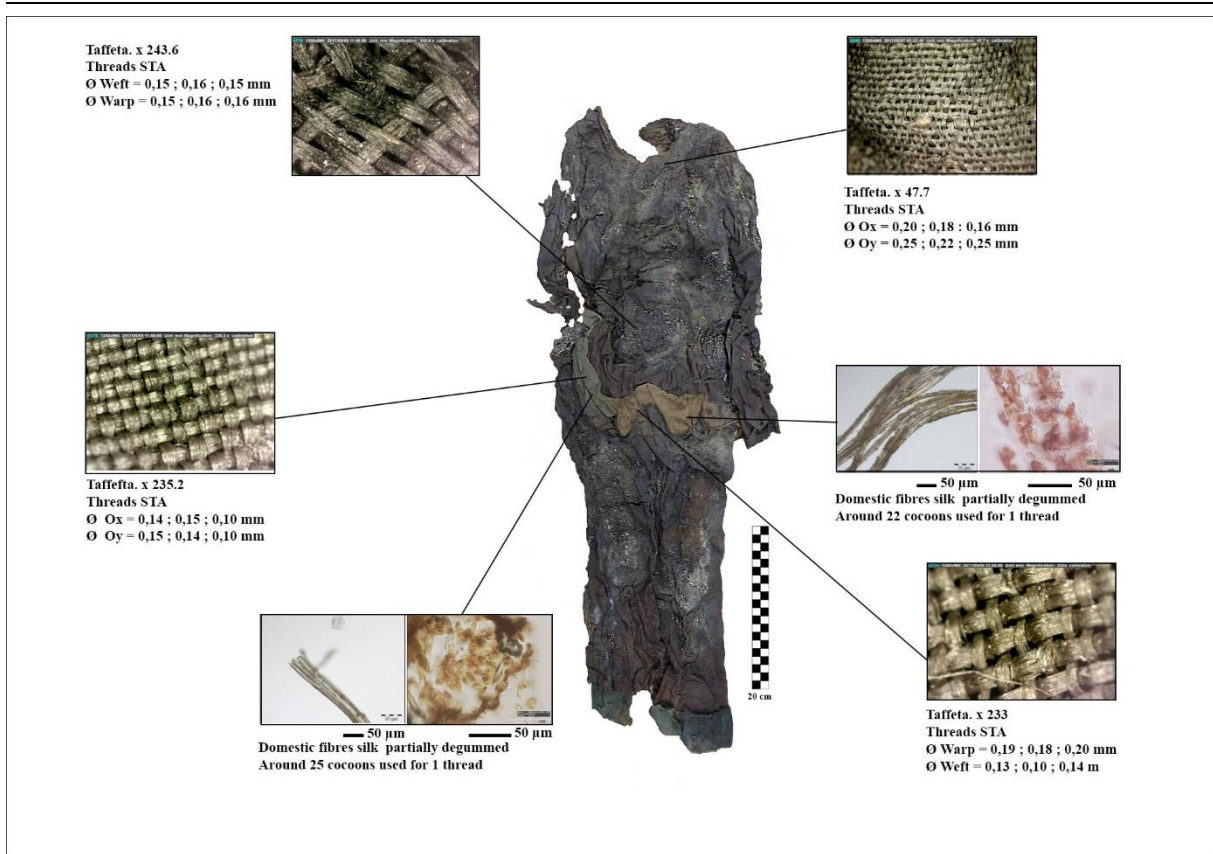 Taffeta. x 243.6
Threads STA
Ø Weft = 0,15 ; 0,16 ; 0,15 mm
Ø Warp = 0,15 ; 0,16 ; 0,16 mm
Taffeta. x 47.7
Threads STA
Ø Ox = 0,20 ; 0,18 : 0,16 mm
Ø Oy = 0,25 ; 0,22 ; 0,25 mm
Taffefta. x 235.2
Threads STA
Ø Ox = 0,14 ; 0,15 ; 0,10 mm
Ø Oy = 0,15 ; 0,14 ; 0,10 mm
50 µm
50 µm
Domestic fibres silk partially degummed
Around 22 cocoons used for 1 thread
20 cm
50 µm
50 µm
Domestic fibres silk partially degummed
Around 25 cocoons used for 1 thread
Taffeta. x 233
Threads STA
Ø Warp = 0,19 ; 0,18 ; 0,20 mm
Ø Weft = 0,13 ; 0,10 ; 0,14 m